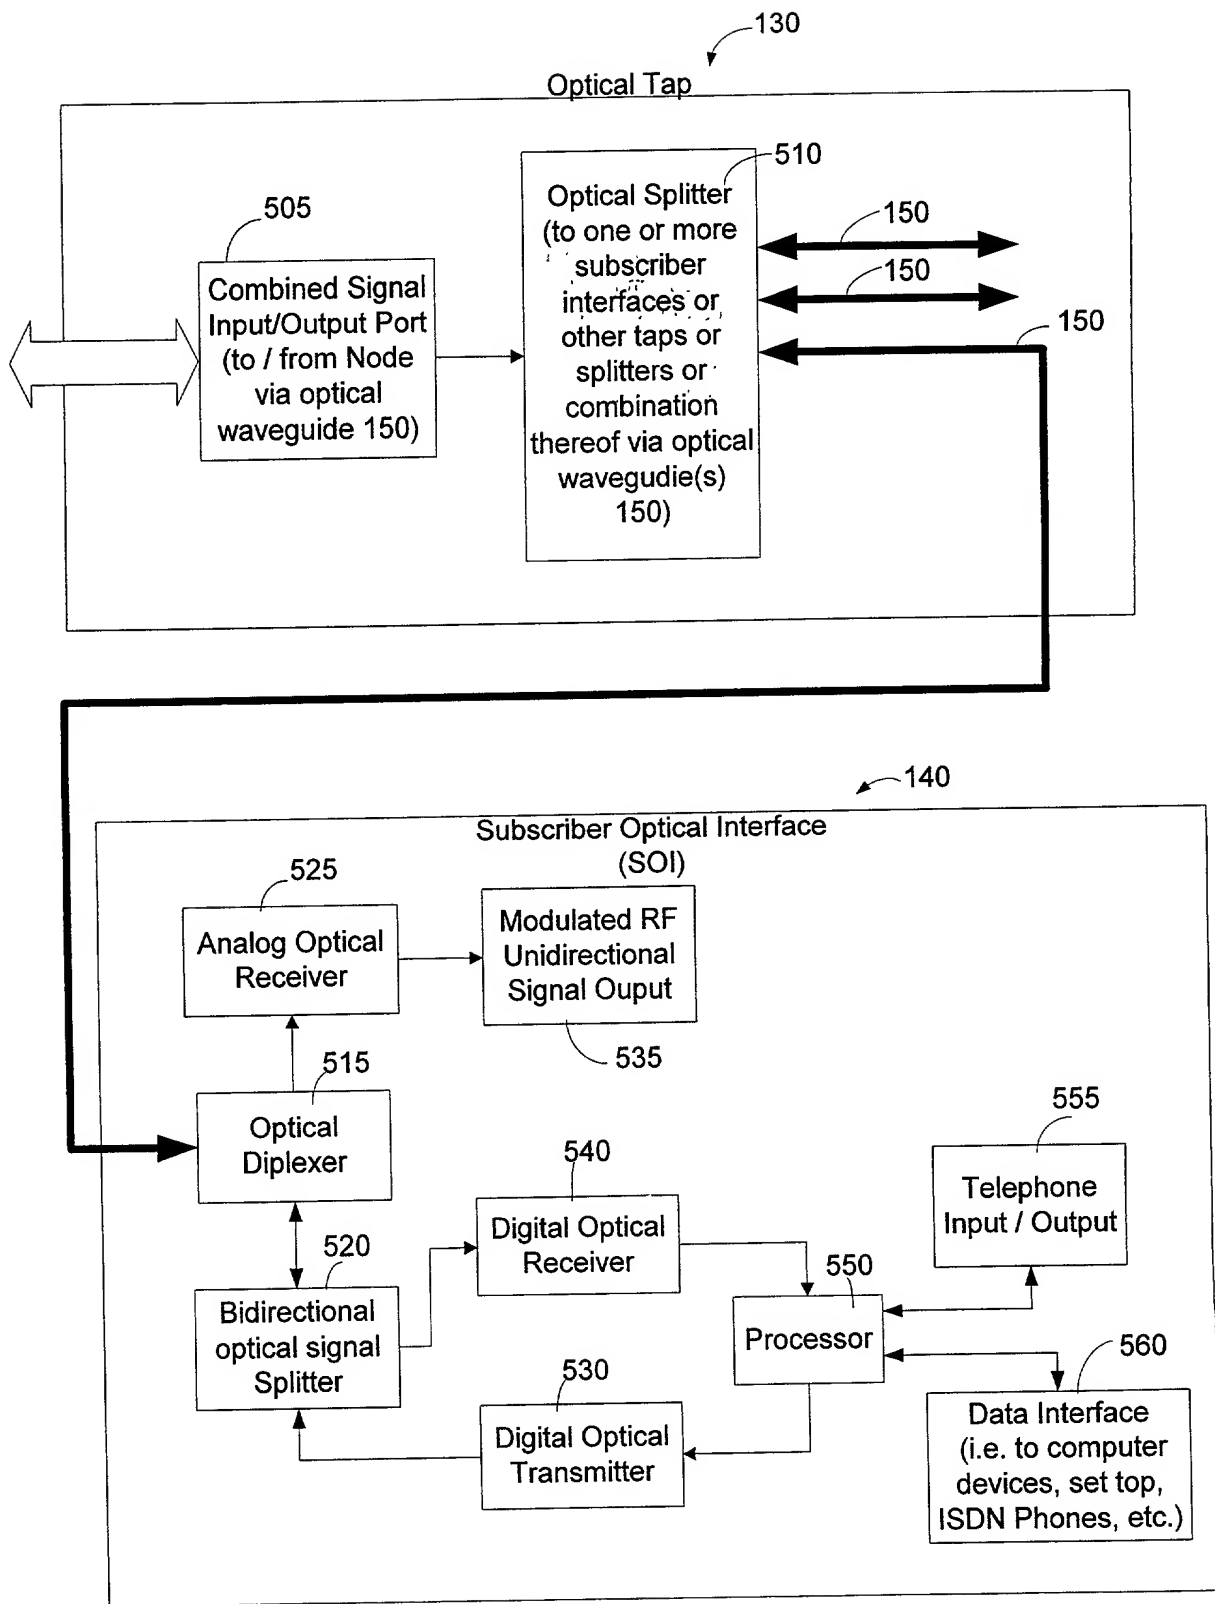 130
Optical Tap
510
505
Optical Splitter
(to one or more
subscriber
interfaces or
other taps or
splitters or
combination
thereof via optical
wavegudie(s)
150)
150
150
150
Combined Signal
Input/Output Port
(to / from Node
via optical
waveguide 150)
140
Subscriber Optical Interface
(SOI)
525
Analog Optical
Receiver
Modulated RF
Unidirectional
Signal Ouput
535
515
Optical
Diplexer
555
Telephone
Input / Output
540
Digital Optical
Receiver
520
Bidirectional
optical signal
Splitter
550
Processor
530
Digital Optical
Transmitter
560
Data Interface
(i.e. to computer
devices, set top,
ISDN Phones, etc.)